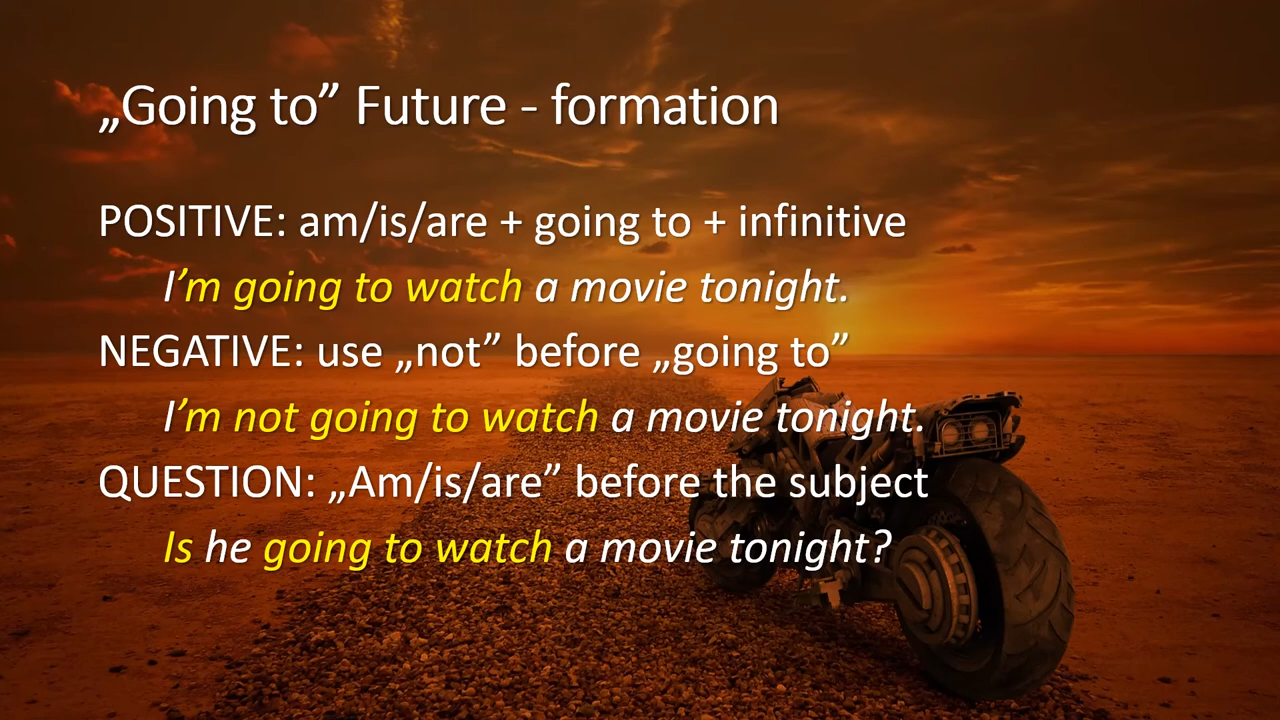 „Going to” Future - formation
POSITIVE: am/is/are + going to + infinitive
I’m going to watch a movie tonight.
NEGATIVE: use „not” before „going to”
I’m not going to watch a movie tonight.
QUESTION: „Am/is/are” before the subject
Is he going to watch a movie tonight?